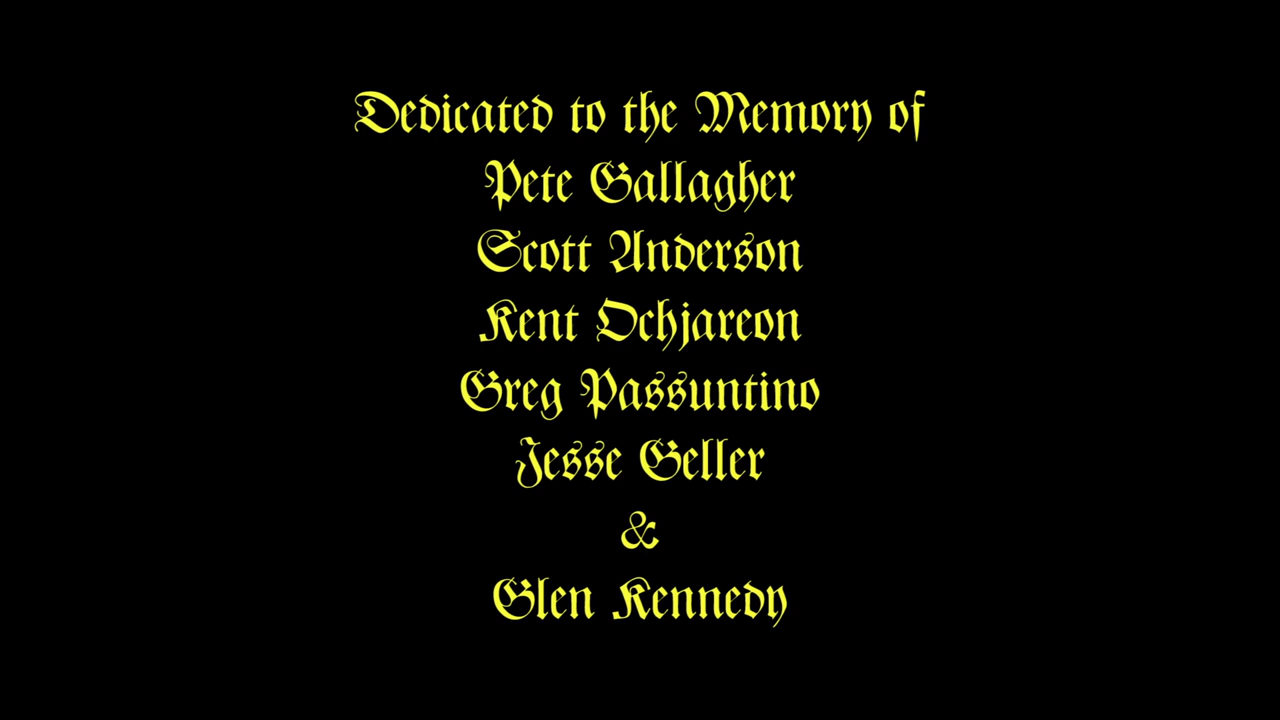 Dedicated to the Memory of
Pete Gallagher
Scott Anderson
Kent Ochjareon
Greg Passuntino
Jesse Geller
&
Glen Kennedy